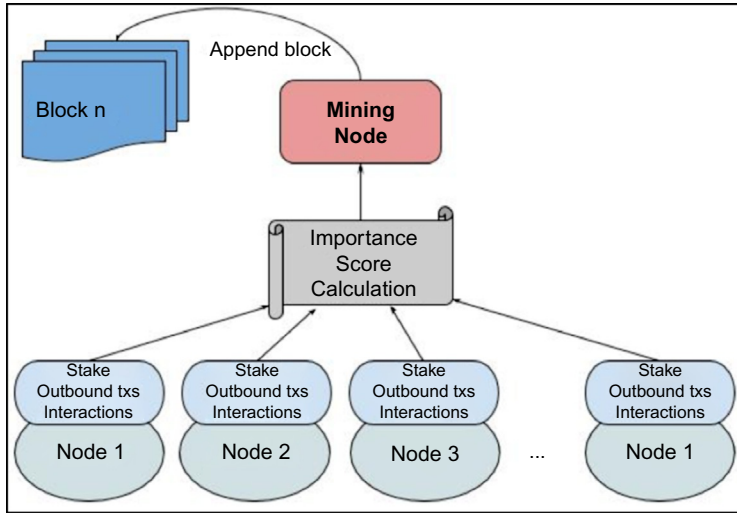 Append block
Block n
Mining
Node
Importance
Score
Calculation
Stake
Outbound txs
Interactions
Node 1
Stake
Outbound txs
Interactions
Node 2
Stake
Outbound txs
Interactions
Node 3
...
Stake
Outbound txs
Interactions
Node 1